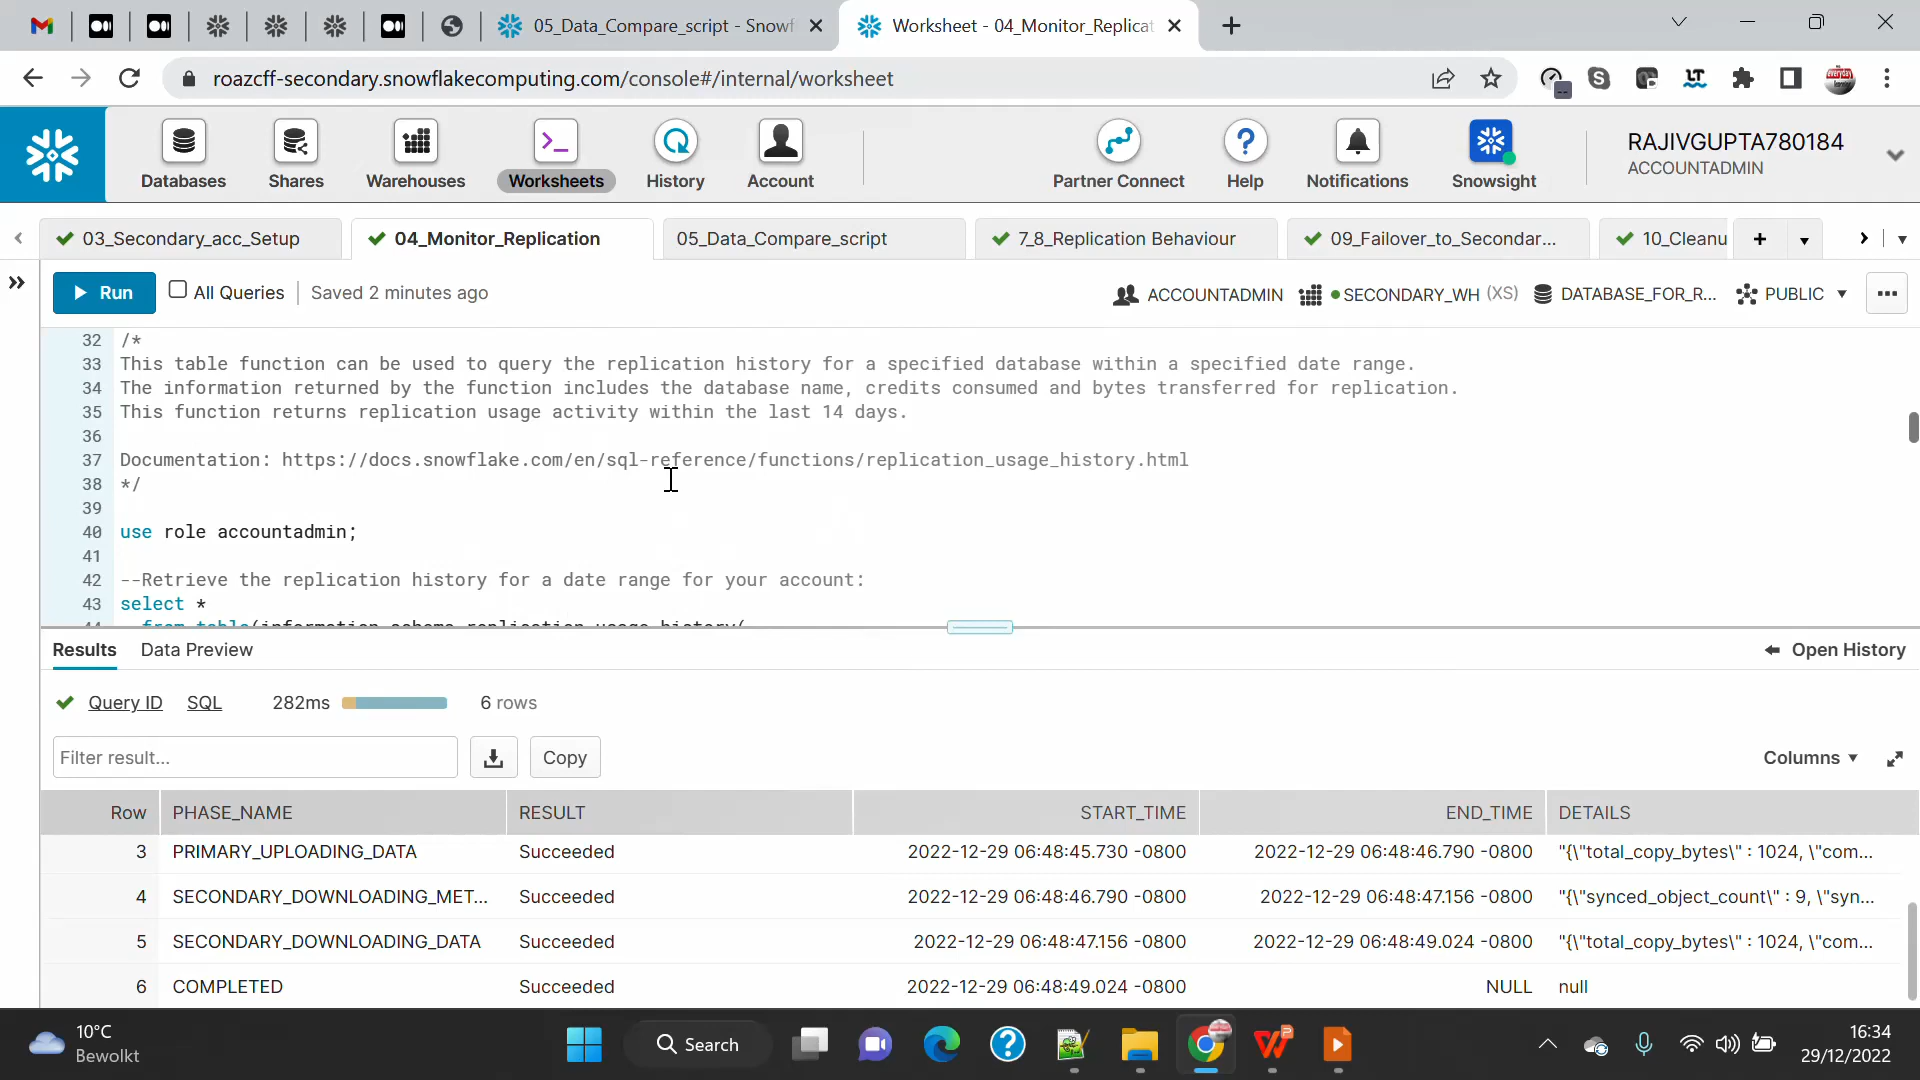 05_Data_Compare_script - Snowf
Worksheet - 04_Monitor_Replicat
roazcff-secondary.snowflakecomputing.com/console#/internal/worksheet
Databases
Shares
Warehouses
Worksheets
History
Account
Partner Connect
Help
Notifications
Snowsight
RAJIVGUPTA780184
ACCOUNTADMIN
03_Secondary_acc_Setup
04_Monitor_Replication
05_Data_Compare_script
7_8_Replication Behaviour
09_Failover_to_Secondar...
10_Cleanu
Run
All Queries
Saved 2 minutes ago
ACCOUNTADMIN
SECONDARY_WH (XS)
DATABASE_FOR_R...
PUBLIC
32 /*
33 This table function can be used to query the replication history for a specified database within a specified date range.
34 The information returned by the function includes the database name, credits consumed and bytes transferred for replication.
35 This function returns replication usage activity within the last 14 days.
36
37 Documentation: https://docs.snowflake.com/en/sql-reference/functions/replication_usage_history.html
38 */
39
40 use role accountadmin;
41
42 --Retrieve the replication history for a date range for your account:
43 select *
44 from table(information_schema.replication_usage_history(
Results
Data Preview
Open History
Query ID
SQL
282ms
6 rows
Filter result...
Copy
Columns
Row PHASE_NAME RESULT START_TIME END_TIME DETAILS
3 PRIMARY_UPLOADING_DATA Succeeded 2022-12-29 06:48:45.730 -0800 2022-12-29 06:48:46.790 -0800 "{\"total_copy_bytes\" : 1024, \"com...
4 SECONDARY_DOWNLOADING_MET... Succeeded 2022-12-29 06:48:46.790 -0800 2022-12-29 06:48:47.156 -0800 "{\"synced_object_count\" : 9, \"syn...
5 SECONDARY_DOWNLOADING_DATA Succeeded 2022-12-29 06:48:47.156 -0800 2022-12-29 06:48:49.024 -0800 "{\"total_copy_bytes\" : 1024, \"com...
6 COMPLETED Succeeded 2022-12-29 06:48:49.024 -0800 NULL null
10°C
Bewolkt
Search
16:34
29/12/2022